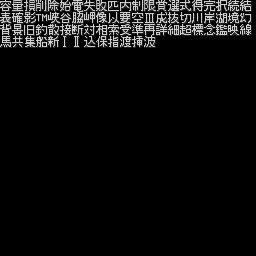 容量損削除始電失敗匹内制限賞選式得完択続結
表確影TM峡谷脇岬像以要空Ⅲ成抜切川岸湖境幻
背景旧釣散接断対相索受準再詳細超標念鑑映線
馬共集船新ⅠⅡ込保指渡揮波